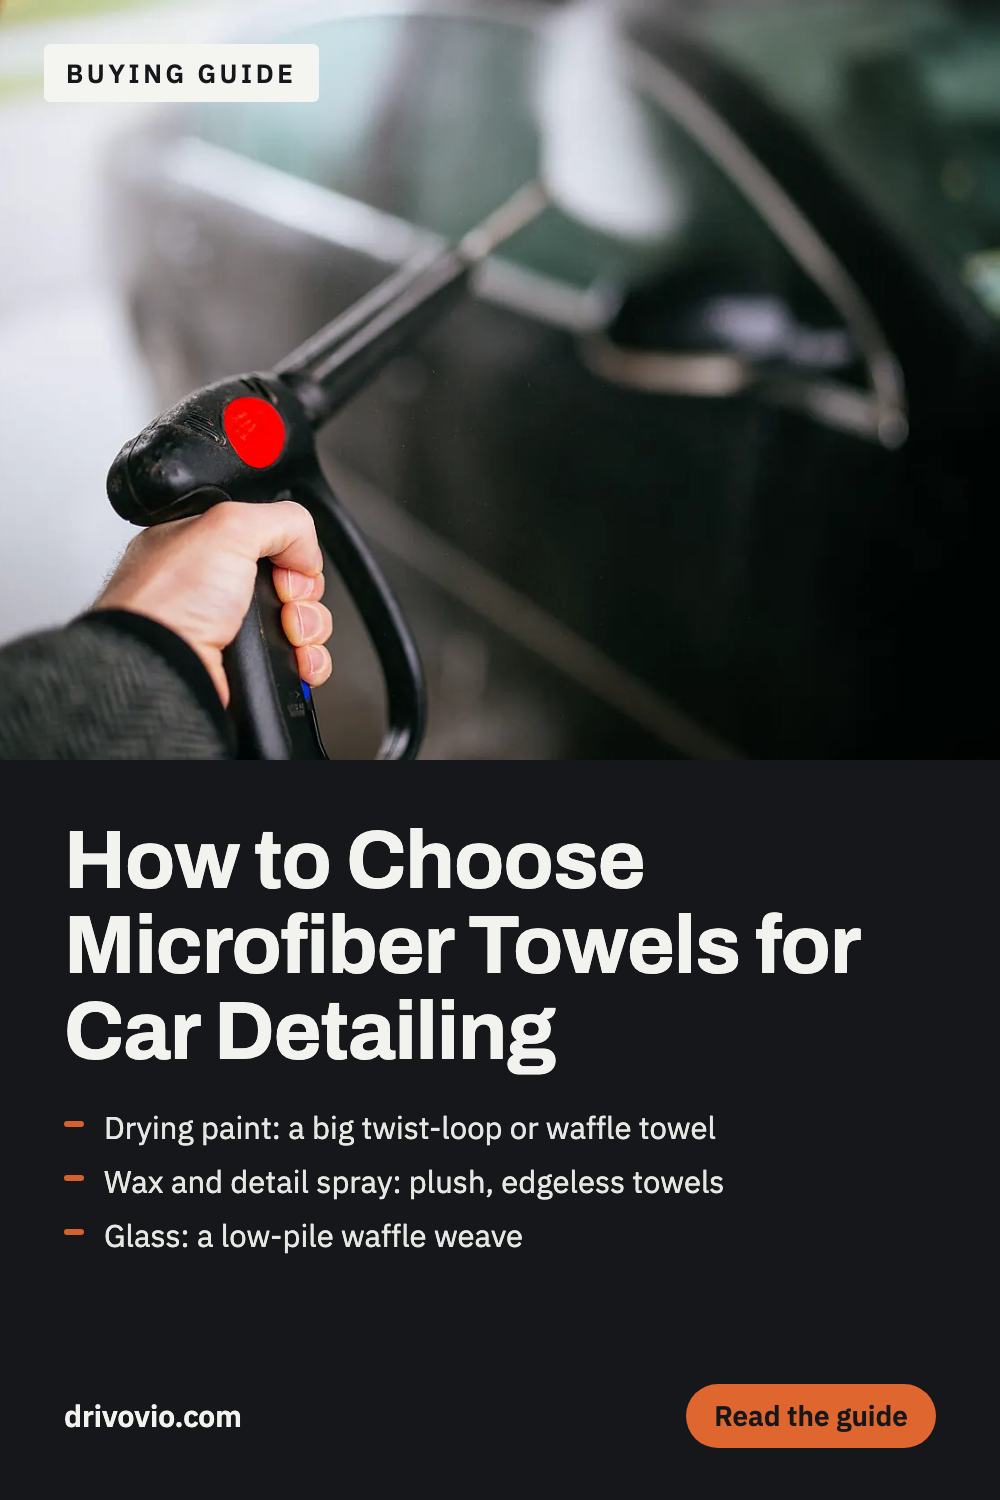 BUYING GUIDE
How to Choose
Microfiber Towels for
Car Detailing
Drying paint: a big twist-loop or waffle towel
Wax and detail spray: plush, edgeless towels
Glass: a low-pile waffle weave
drivovio.com
Read the guide